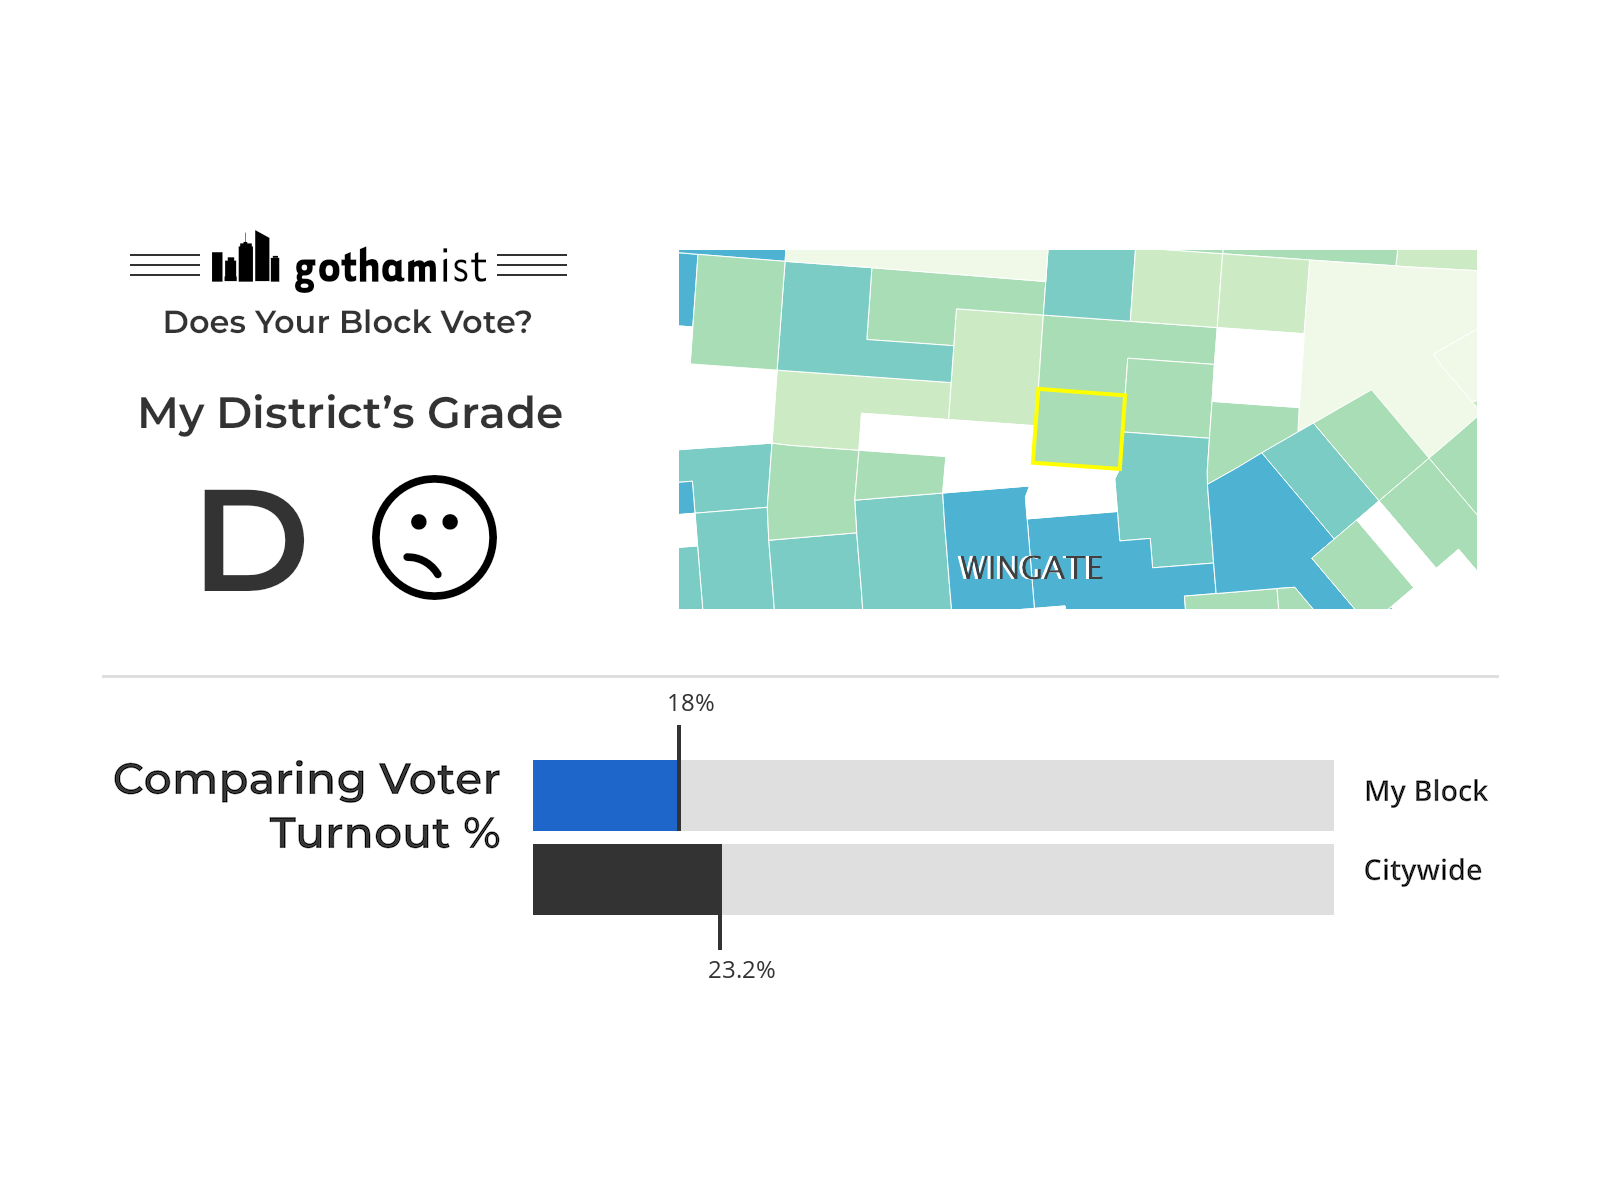 gothamist
Does Your Block Vote?
My District’s Grade
D
WINGATE
18%
Comparing Voter
Turnout %
My Block
Citywide
23.2%